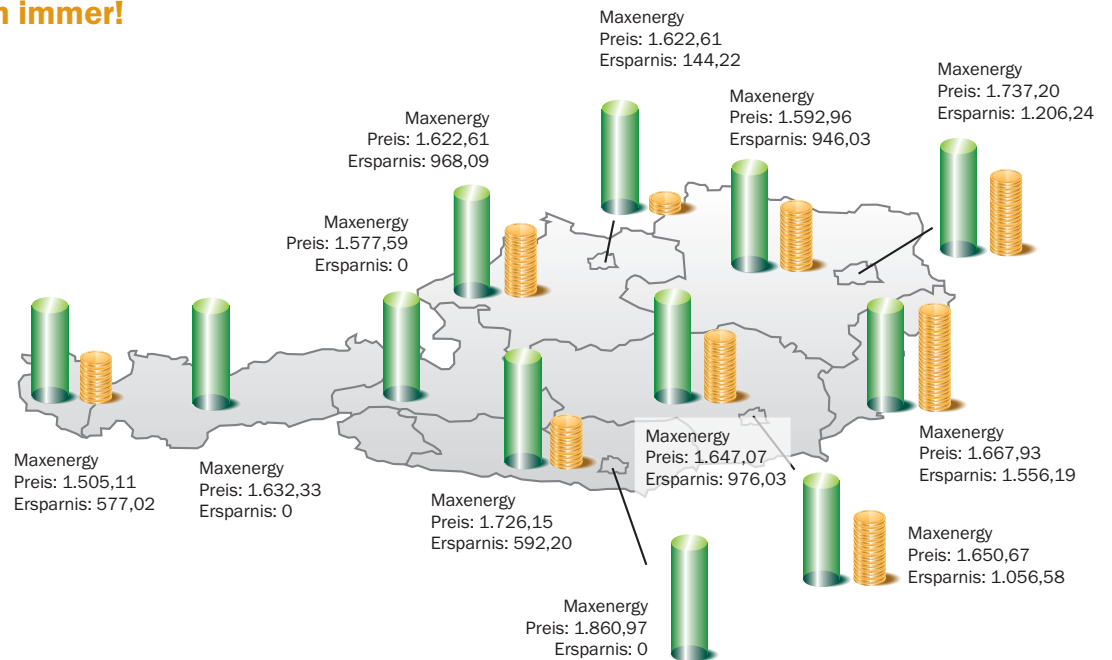 n immer!
Maxenergy
Preis: 1.622,61
Ersparnis: 144,22
Maxenergy
Preis: 1.737,20
Ersparnis: 1.206,24
Maxenergy
Preis: 1.592,96
Ersparnis: 946,03
Maxenergy
Preis: 1.622,61
Ersparnis: 968,09
Maxenergy
Preis: 1.577,59
Ersparnis: 0
Maxenergy
Preis: 1.505,11
Ersparnis: 577,02
Maxenergy
Preis: 1.632,33
Ersparnis: 0
Maxenergy
Preis: 1.726,15
Ersparnis: 592,20
Maxenergy
Preis: 1.647,07
Ersparnis: 976,03
Maxenergy
Preis: 1.667,93
Ersparnis: 1.556,19
Maxenergy
Preis: 1.650,67
Ersparnis: 1.056,58
Maxenergy
Preis: 1.860,97
Ersparnis: 0